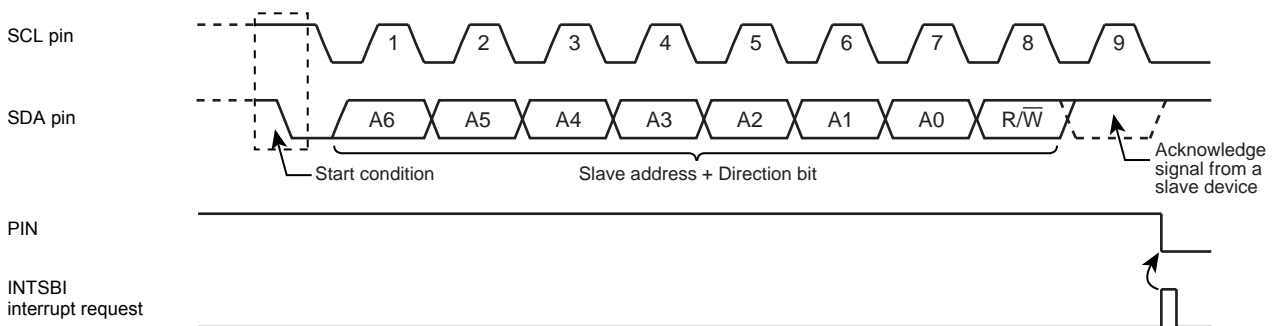 SCL pin
1 2 3 4 5 6 7 8 9
SDA pin
A6 A5 A4 A3 A2 A1 A0 R/W̅
Start condition
Slave address + Direction bit
Acknowledge
signal from a
slave device
PIN
INTSBI
interrupt request